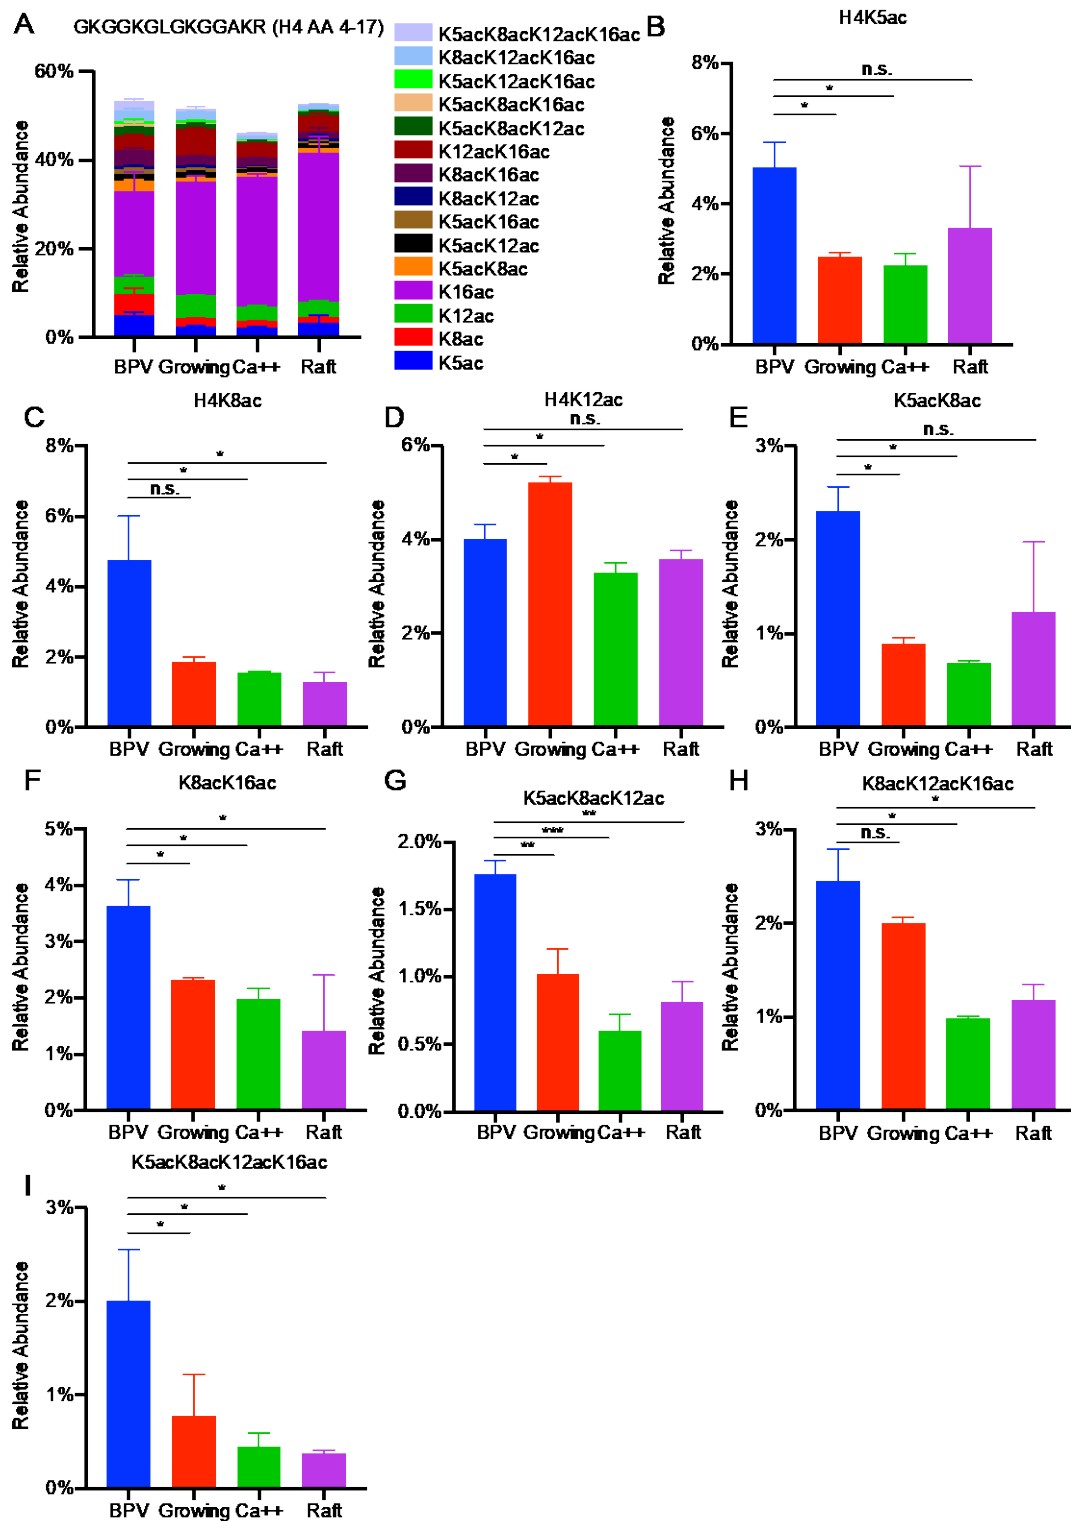 A
GKGGKGLGKGGAKR (H4 AA 4-17)
Relative Abundance
60%
40%
20%
0%
BPV Growing Ca++ Raft
K5acK8acK12acK16ac
K8acK12acK16ac
K5acK12acK16ac
K5acK8acK16ac
K5acK8acK12ac
K12acK16ac
K8acK16ac
K8acK12ac
K5acK16ac
K5acK12ac
K5acK8ac
K16ac
K12ac
K8ac
K5ac
B
H4K5ac
Relative Abundance
8%
6%
4%
2%
0%
n.s.
*
*
BPV Growing Ca++ Raft
C
H4K8ac
Relative Abundance
8%
6%
4%
2%
0%
*
*
n.s.
BPV Growing Ca++ Raft
D
H4K12ac
Relative Abundance
6%
4%
2%
0%
n.s.
*
*
BPV Growing Ca++ Raft
E
K5acK8ac
Relative Abundance
3%
2%
1%
0%
n.s.
*
*
BPV Growing Ca++ Raft
F
K8acK16ac
Relative Abundance
5%
4%
3%
2%
1%
0%
*
*
*
BPV Growing Ca++ Raft
G
K5acK8acK12ac
Relative Abundance
2.0%
1.5%
1.0%
0.5%
0.0%
**
***
**
BPV Growing Ca++ Raft
H
K8acK12acK16ac
Relative Abundance
3%
2%
1%
0%
*
*
n.s.
BPV Growing Ca++ Raft
I
K5acK8acK12acK16ac
Relative Abundance
3%
2%
1%
0%
*
*
*
BPV Growing Ca++ Raft